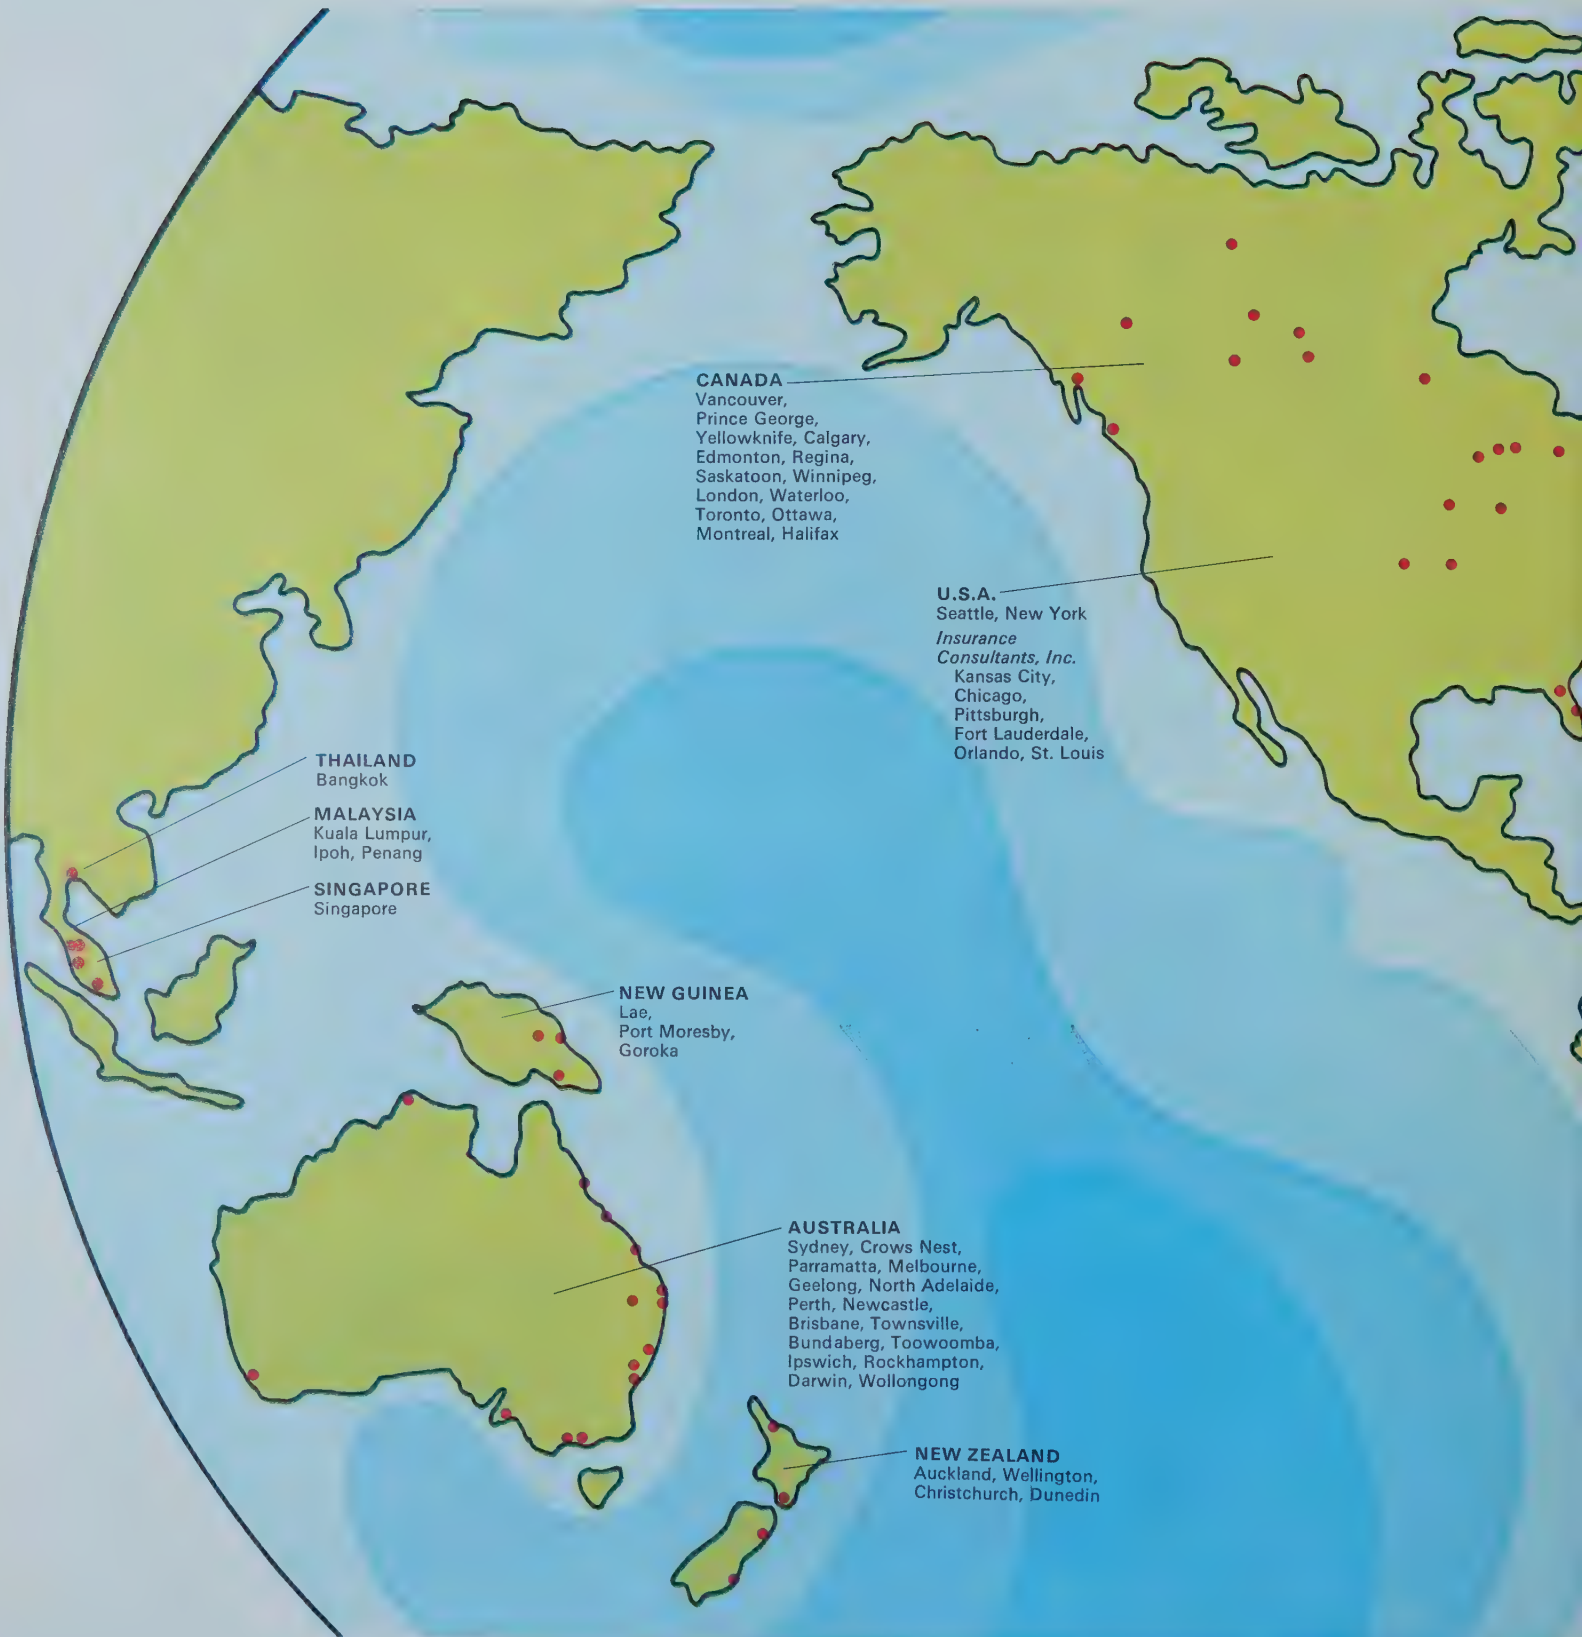 CANADA
Vancouver,
Prince George,
Yellowknife, Calgary,
Edmonton, Regina,
Saskatoon, Winnipeg,
London, Waterloo,
Toronto, Ottawa,
Montreal, Halifax
U.S.A.
Seattle, New York
Insurance
Consultants, Inc.
Kansas City,
Chicago,
Pittsburgh,
Fort Lauderdale,
Orlando, St. Louis
THAILAND
Bangkok
MALAYSIA
Kuala Lumpur,
Ipoh, Penang
SINGAPORE
Singapore
NEW GUINEA
Lae,
Port Moresby,
Goroka
AUSTRALIA
Sydney, Crows Nest,
Parramatta, Melbourne,
Geelong, North Adelaide,
Perth, Newcastle,
Brisbane, Townsville,
Bundaberg, Toowoomba,
Ipswich, Rockhampton,
Darwin, Wollongong
NEW ZEALAND
Auckland, Wellington,
Christchurch, Dunedin